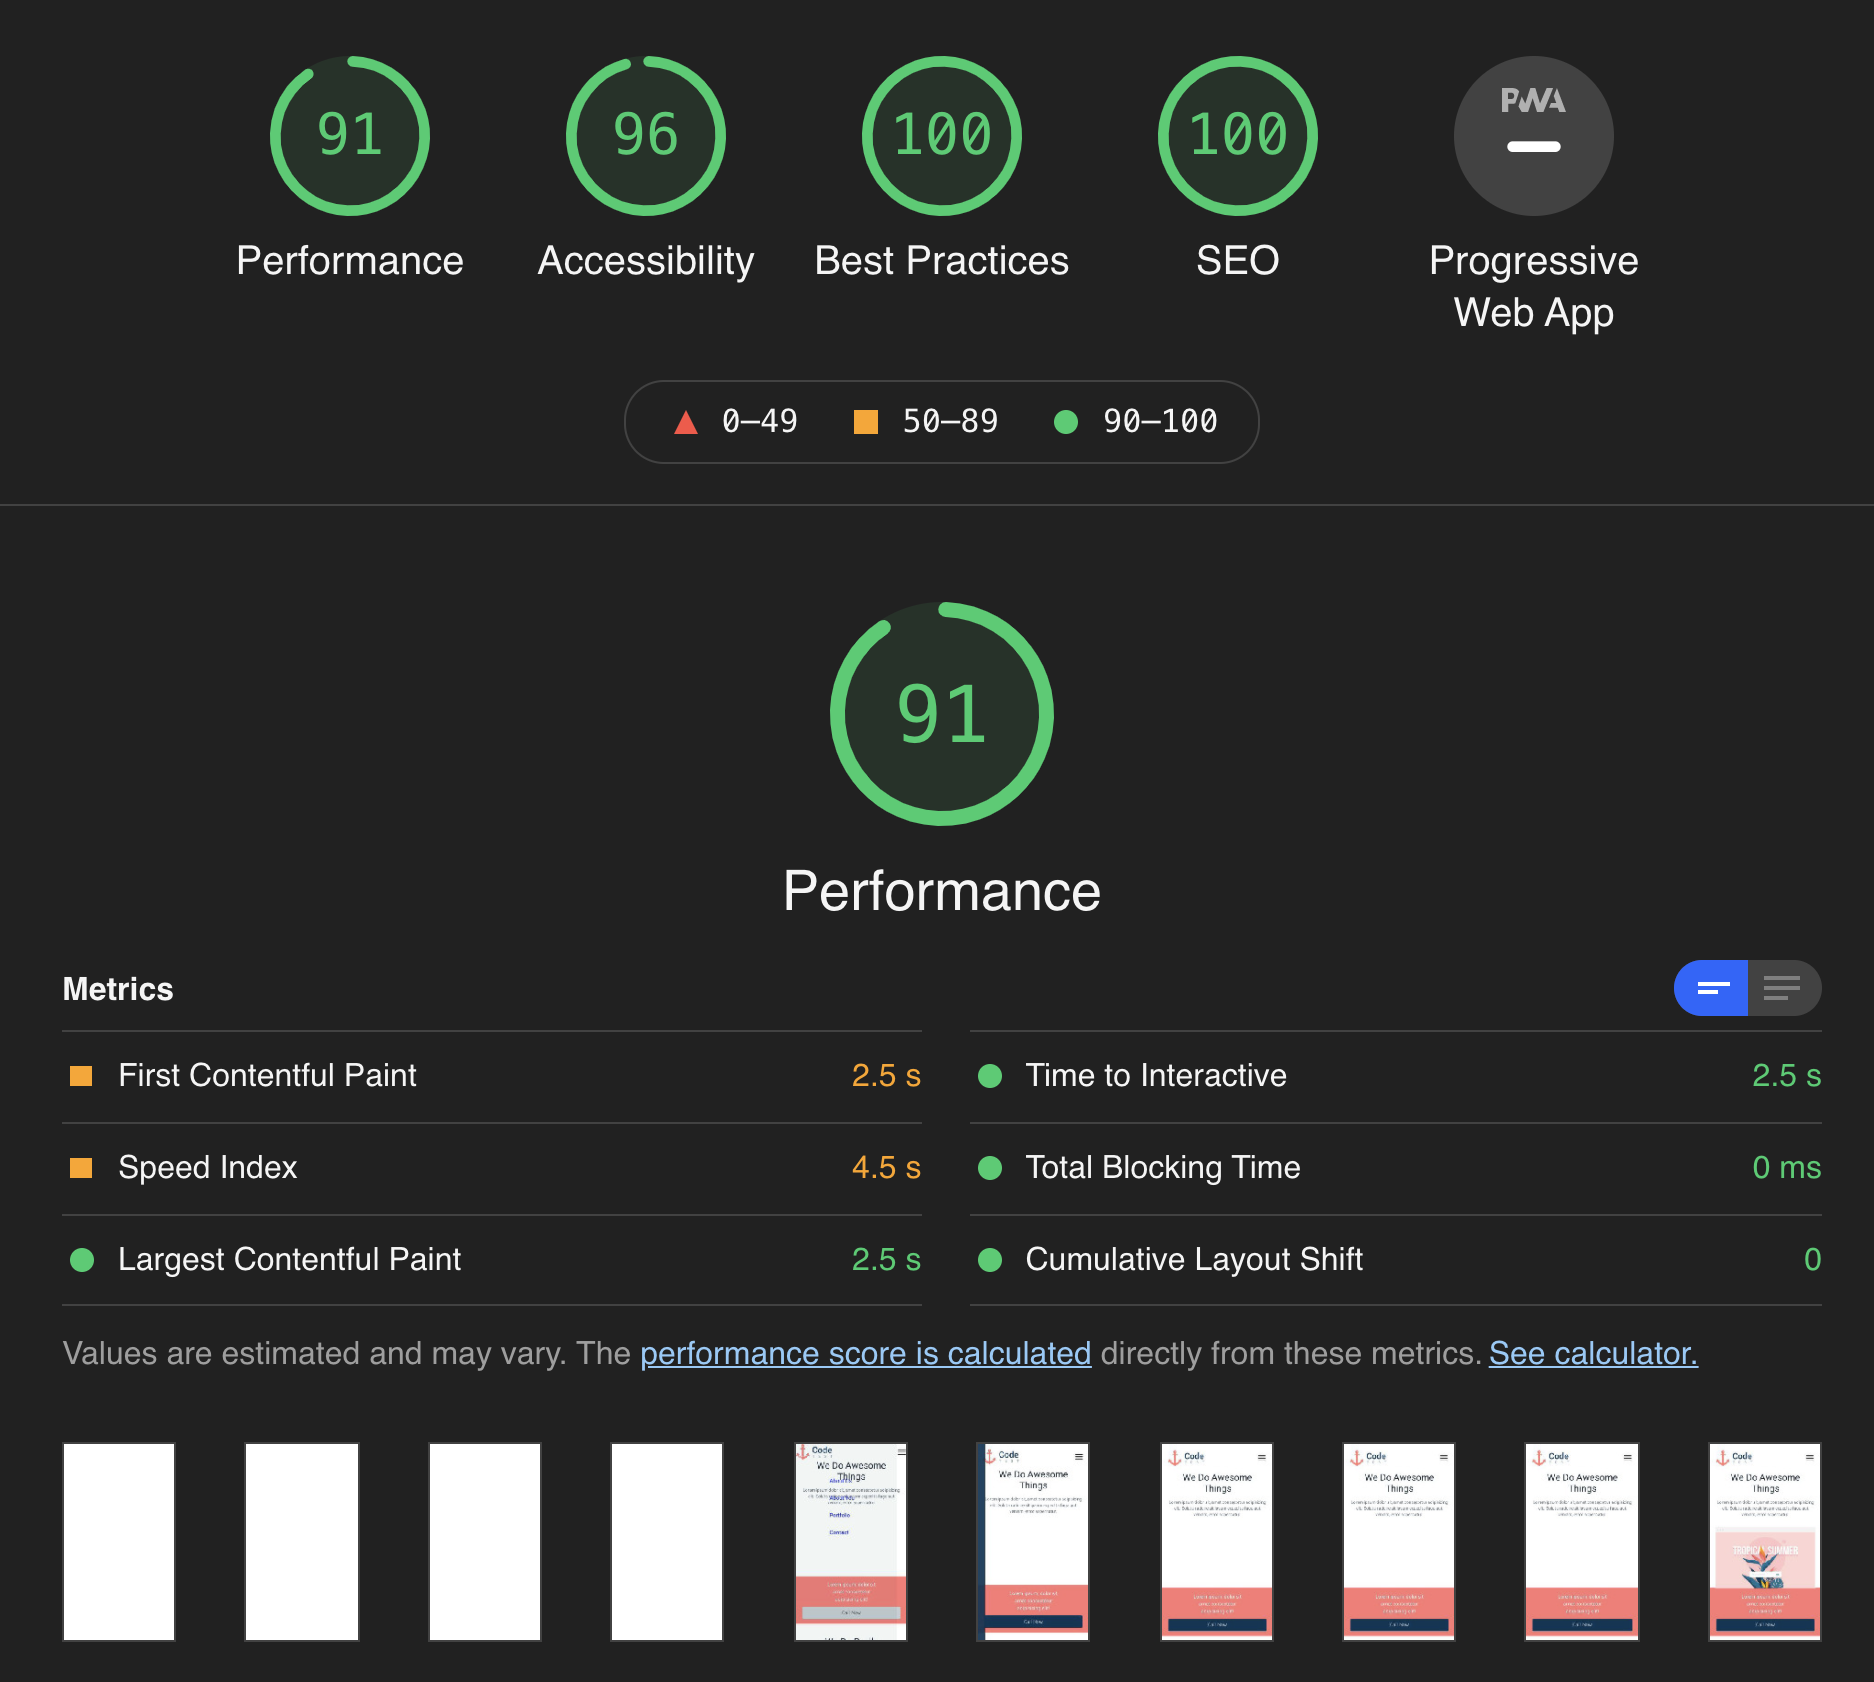 91
96
100
100
PWA
Performance
Accessibility
Best Practices
SEO
Progressive
Web App
0–49
50–89
90–100
91
Performance
Metrics
First Contentful Paint
2.5 s
Time to Interactive
2.5 s
Speed Index
4.5 s
Total Blocking Time
0 ms
Largest Contentful Paint
2.5 s
Cumulative Layout Shift
0
Values are estimated and may vary. The performance score is calculated directly from these metrics. See calculator.
Code
We Do Awesome
Things
Portfolio
Contact
Code
We Do Awesome
Things
Code
We Do Awesome
Things
Code
We Do Awesome
Things
Code
We Do Awesome
Things
Code
We Do Awesome
Things
TROPICAL SUMMER